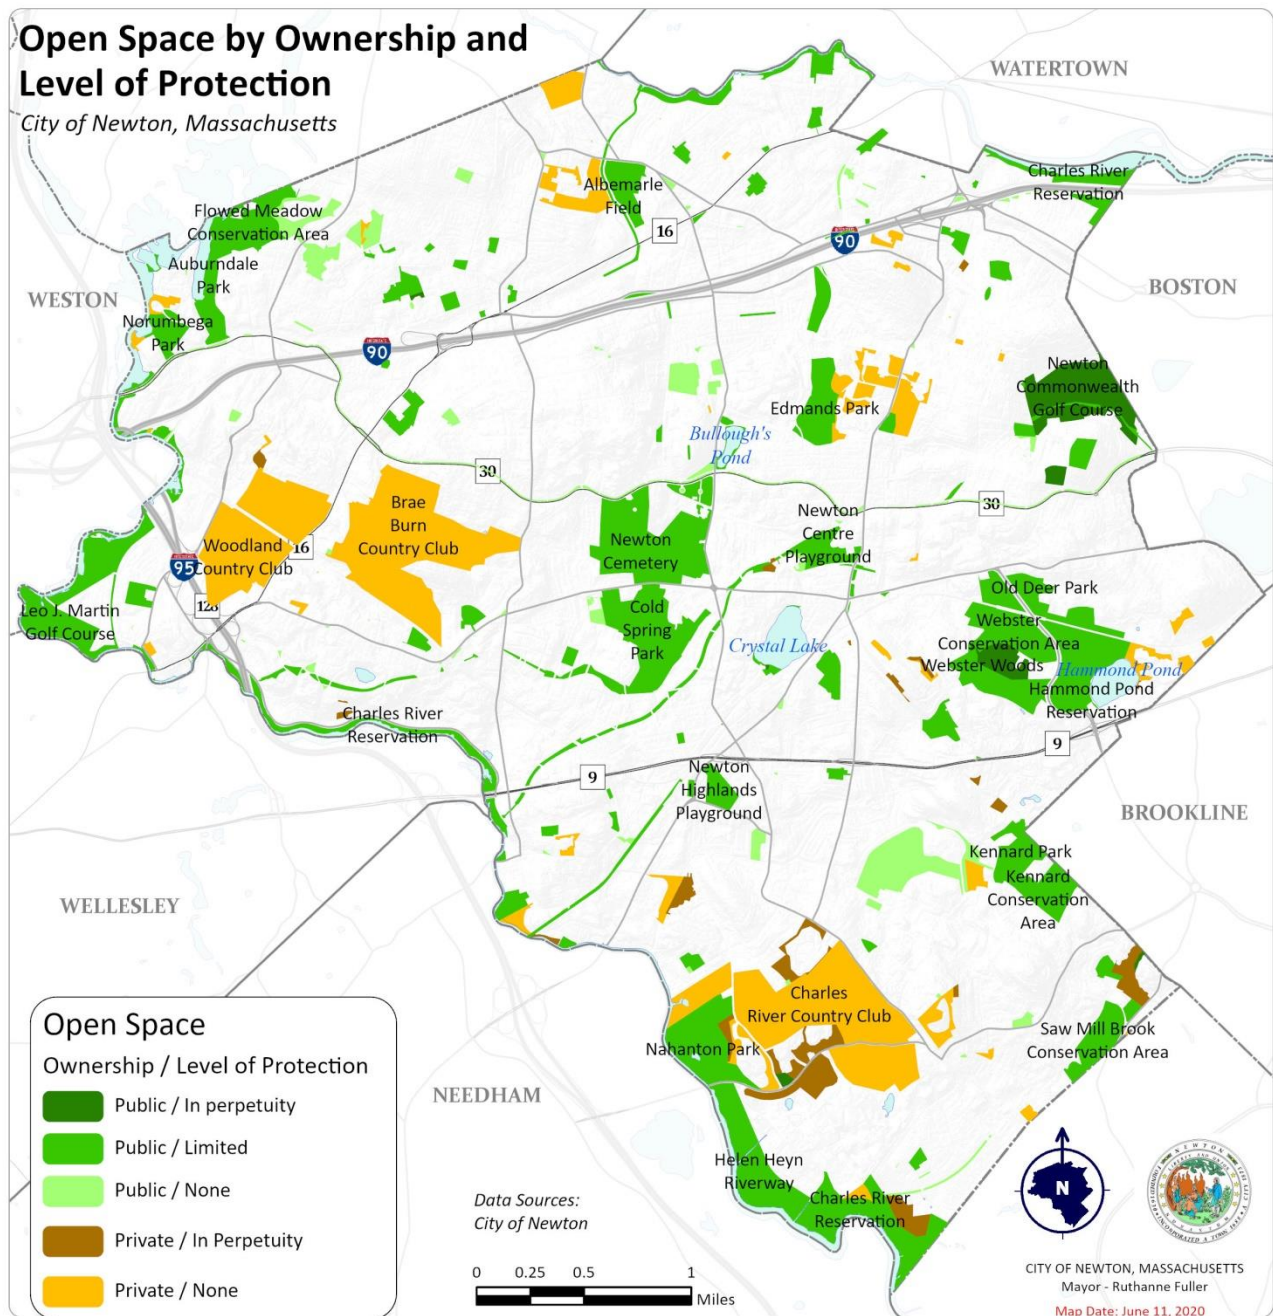 Open Space by Ownership and
Level of Protection
City of Newton, Massachusetts
WATERTOWN
Charles River
Reservation
Albemarle
Field
Flowed Meadow
Conservation Area
16
90
Auburndale
Park
WESTON
BOSTON
Norumbega
Park
90
Newton
Commonwealth
Golf Course
Edmands Park
Bullough's
Pond
30
Brae
Burn
Country Club
30
Newton
Centre
Playground
Newton
Cemetery
Woodland
Country Club
16
95
128
Old Deer Park
Leo J. Martin
Golf Course
Cold
Spring
Park
Webster
Conservation Area
Crystal Lake
Webster Woods
Hammond Pond
Hammond Pond
Reservation
Charles River
Reservation
9
9
Newton
Highlands
Playground
BROOKLINE
Kennard Park
Kennard
Conservation
Area
WELLESLEY
Charles
River Country Club
Saw Mill Brook
Conservation Area
Nahanton Park
NEEDHAM
Helen Heyn
Riverway
Charles River
Reservation
Open Space
Ownership / Level of Protection
Public / In perpetuity
Public / Limited
Public / None
Private / In Perpetuity
Private / None
Data Sources:
City of Newton
0 0.25 0.5 1
Miles
N
CITY OF NEWTON, MASSACHUSETTS
Mayor - Ruthanne Fuller
Map Date: June 11, 2020